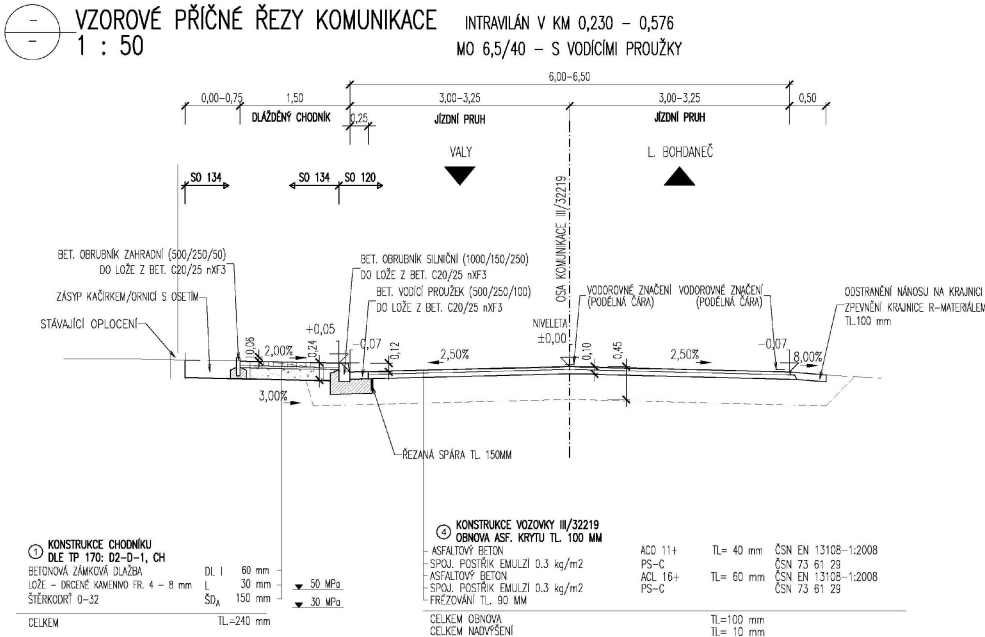 VZOROVÉ PŘÍČNÉ ŘEZY KOMUNIKACE
1 : 50
INTRAVILÁN V KM 0,230 – 0,576
MO 6,5/40 – S VODÍCÍMI PROUŽKY
6,00–6,50
0,00–0,75 1,50 3,00–3,25 3,00–3,25 0,50
DLÁŽDĚNÝ CHODNÍK 0,25 JÍZDNÍ PRUH JÍZDNÍ PRUH
VALY L. BOHDANEČ
SO 134 SO 134 SO 120
OSA KOMUNIKACE III/32219
BET. OBRUBNÍK ZAHRADNÍ (500/250/50)
DO LOŽE Z BET. C20/25 nXF3
BET. OBRUBNÍK SILNIČNÍ (1000/150/250)
DO LOŽE Z BET. C20/25 nXF3
BET. VODÍCÍ PROUŽEK (500/250/100)
DO LOŽE Z BET. C20/25 nXF3
ZÁSYP KAČÍRKEM/ORNICÍ S OSETÍM
STÁVAJÍCÍ OPLOCENÍ
VODOROVNÉ ZNAČENÍ
(PODÉLNÁ ČÁRA)
VODOROVNÉ ZNAČENÍ
(PODÉLNÁ ČÁRA)
ODSTRANĚNÍ NÁNOSU NA KRAJNICI
ZPEVNĚNÍ KRAJNICE R-MATERIÁLEM
TL.100 mm
NIVELETA
±0,00
+0,05
0,06 2,00% 0,24 –0,07 0,12 2,50% 0,10 0,45 2,50% –0,07 8,00%
3,00%
ŘEZANÁ SPÁRA TL. 150MM
1 KONSTRUKCE CHODNÍKU
DLE TP 170: D2-D-1, CH
BETONOVÁ ZÁMKOVÁ DLAŽBA DL I 60 mm
LOŽE – DRCENÉ KAMENIVO FR. 4 – 8 mm L 30 mm 50 MPa
ŠTĚRKODRŤ 0-32 ŠDA 150 mm 30 MPa
CELKEM TL.=240 mm
4 KONSTRUKCE VOZOVKY III/32219
OBNOVA ASF. KRYTU TL. 100 MM
ASFALTOVÝ BETON ACO 11+ TL= 40 mm ČSN EN 13108-1:2008
SPOJ. POSTŘIK EMULZÍ 0.3 kg/m2 PS-C ČSN 73 61 29
ASFALTOVÝ BETON ACL 16+ TL= 60 mm ČSN EN 13108-1:2008
SPOJ. POSTŘIK EMULZÍ 0.3 kg/m2 PS-C ČSN 73 61 29
FRÉZOVÁNÍ TL. 90 MM
CELKEM OBNOVA TL=100 mm
CELKEM NADVÝŠENÍ TL= 10 mm